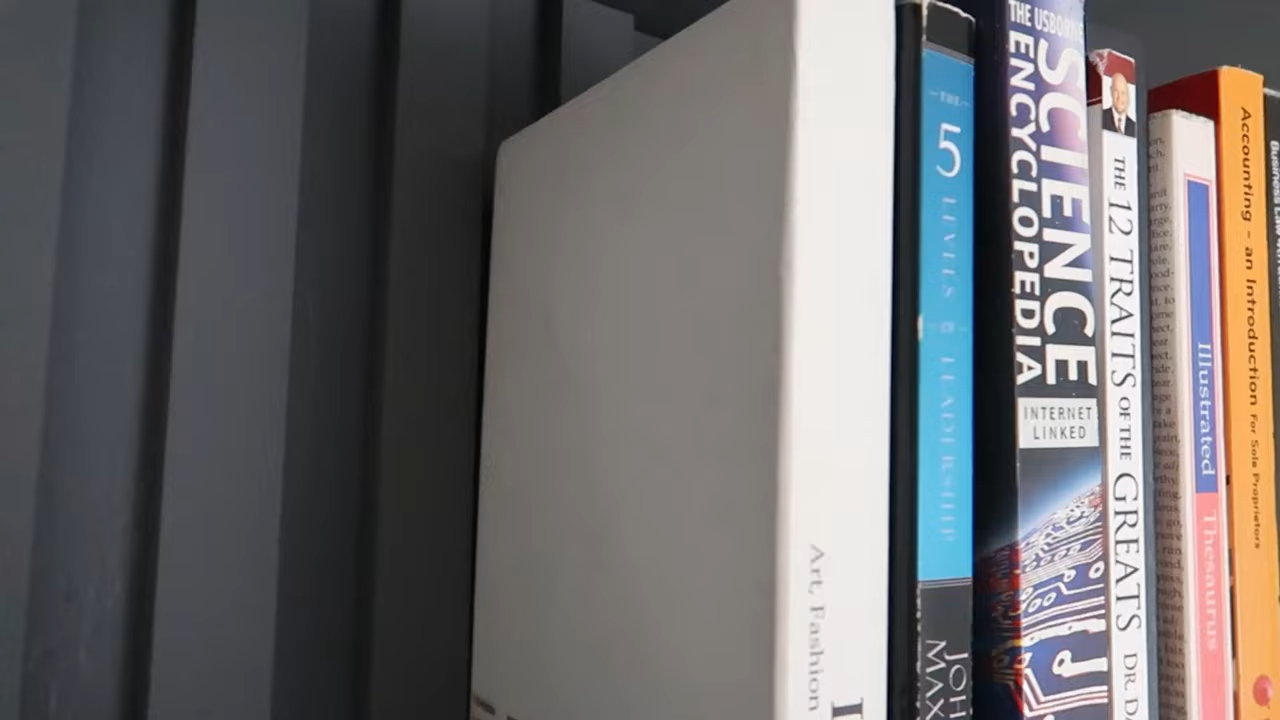 Art, Fashion
THE
5
LEVELS
OF
LEADERSHIP
JOH
MAX
THE USBORNE
SCIENCE
ENCYCLOPEDIA
INTERNET
LINKED
THE 12 TRAITS OF THE GREATS DR. D
Illustrated
Thesaurus
Accounting - an Introduction For Sole Proprietors